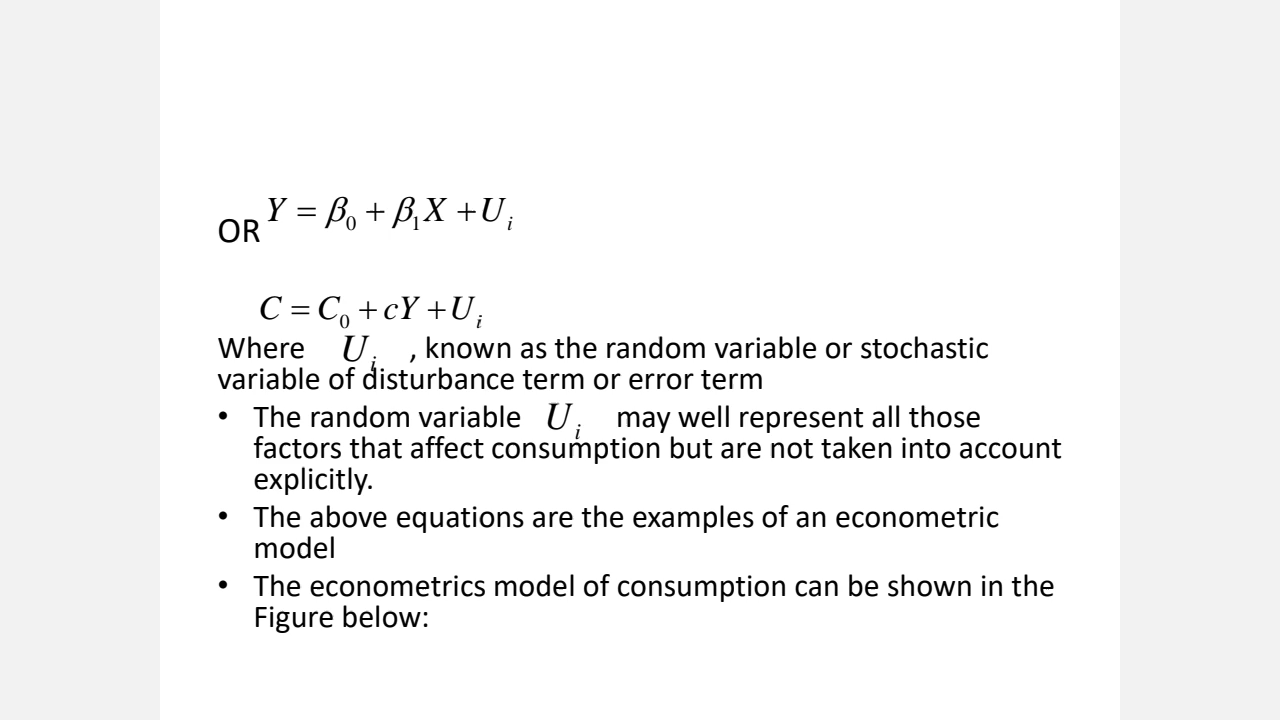 OR Y = β₀ + β₁X + Uᵢ
C = C₀ + cY + Uᵢ
Where Uᵢ , known as the random variable or stochastic
variable of disturbance term or error term
• The random variable Uᵢ may well represent all those
factors that affect consumption but are not taken into account
explicitly.
• The above equations are the examples of an econometric
model
• The econometrics model of consumption can be shown in the
Figure below: